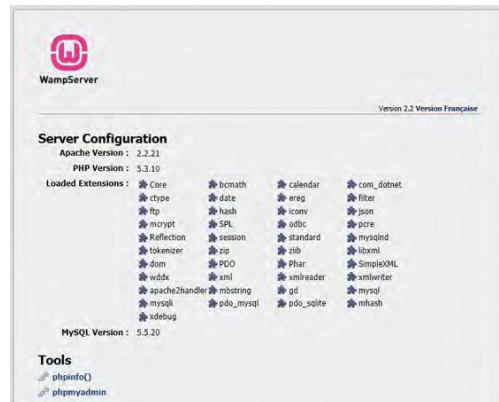 WampServer
Version 2.2 Version Française
Server Configuration
Apache Version : 2.2.21
PHP Version : 5.3.10
Loaded Extensions : Core bcmath calendar com_dotnet
ctype date ereg filter
ftp hash iconv json
mcrypt SPL odbc pcre
Reflection session standard mysqlnd
tokenizer zip zlib libxml
dom PDO Phar SimpleXML
wddx xml xmlreader xmlwriter
apache2handler mbstring gd mysql
mysqli pdo_mysql pdo_sqlite mhash
xdebug
MySQL Version : 5.5.20
Tools
phpinfo()
phpmyadmin